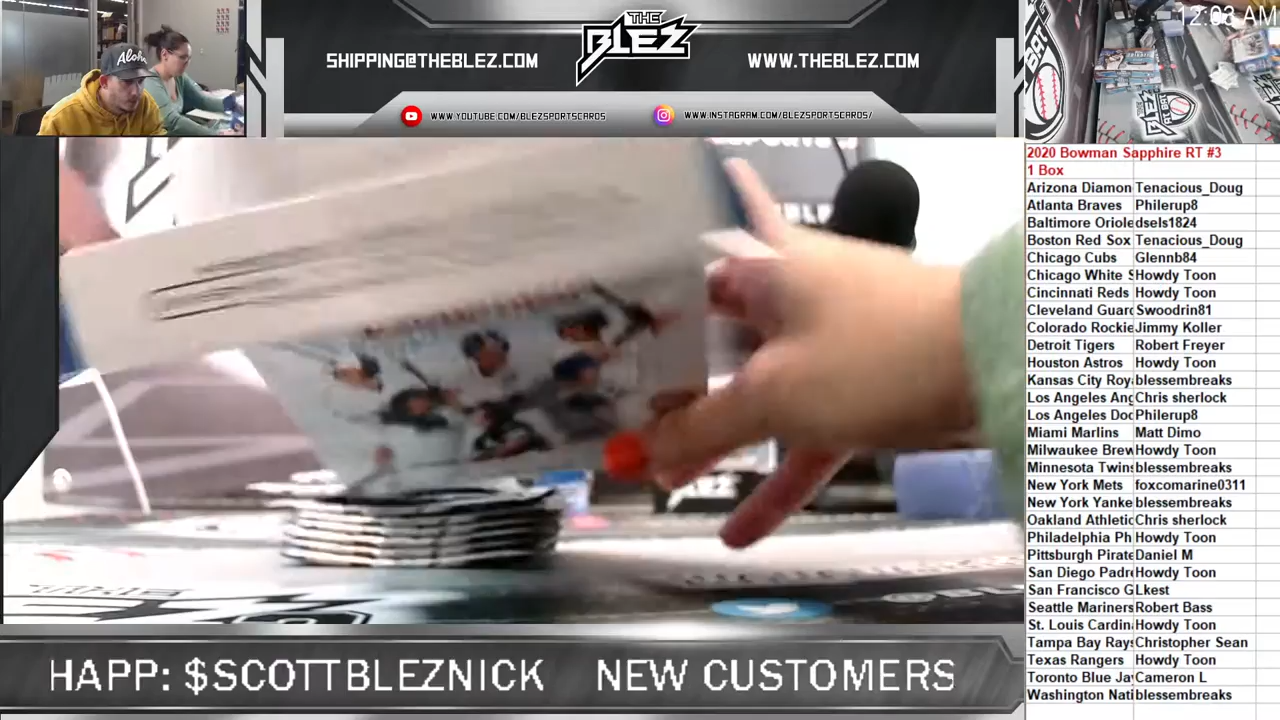 Aloha
THE
BLEZ
SHIPPING@THEBLEZ.COM
WWW.THEBLEZ.COM
WWW.YOUTUBE.COM/BLEZSPORTSCARDS
WWW.INSTAGRAM.COM/BLEZSPORTSCARDS/
12:03 AM
BLEZ
2020 Bowman Sapphire RT #3
1 Box
Arizona Diamon Tenacious_Doug
Atlanta Braves Philerup8
Baltimore Oriole dsels1824
Boston Red Sox Tenacious_Doug
Chicago Cubs Glennb84
Chicago White S Howdy Toon
Cincinnati Reds Howdy Toon
Cleveland Guard Swoodrin81
Colorado Rockie Jimmy Koller
Detroit Tigers Robert Freyer
Houston Astros Howdy Toon
Kansas City Roya blessembreaks
Los Angeles Ang Chris sherlock
Los Angeles Dod Philerup8
Miami Marlins Matt Dimo
Milwaukee Brew Howdy Toon
Minnesota Twins blessembreaks
New York Mets foxcomarine0311
New York Yanke blessembreaks
Oakland Athletic Chris sherlock
Philadelphia Ph Howdy Toon
Pittsburgh Pirate Daniel M
San Diego Padre Howdy Toon
San Francisco G Lkest
Seattle Mariners Robert Bass
St. Louis Cardina Howdy Toon
Tampa Bay Rays Christopher Sean
Texas Rangers Howdy Toon
Toronto Blue Ja Cameron L
Washington Nati blessembreaks
HAPP: $SCOTTBLEZNICK NEW CUSTOMERS